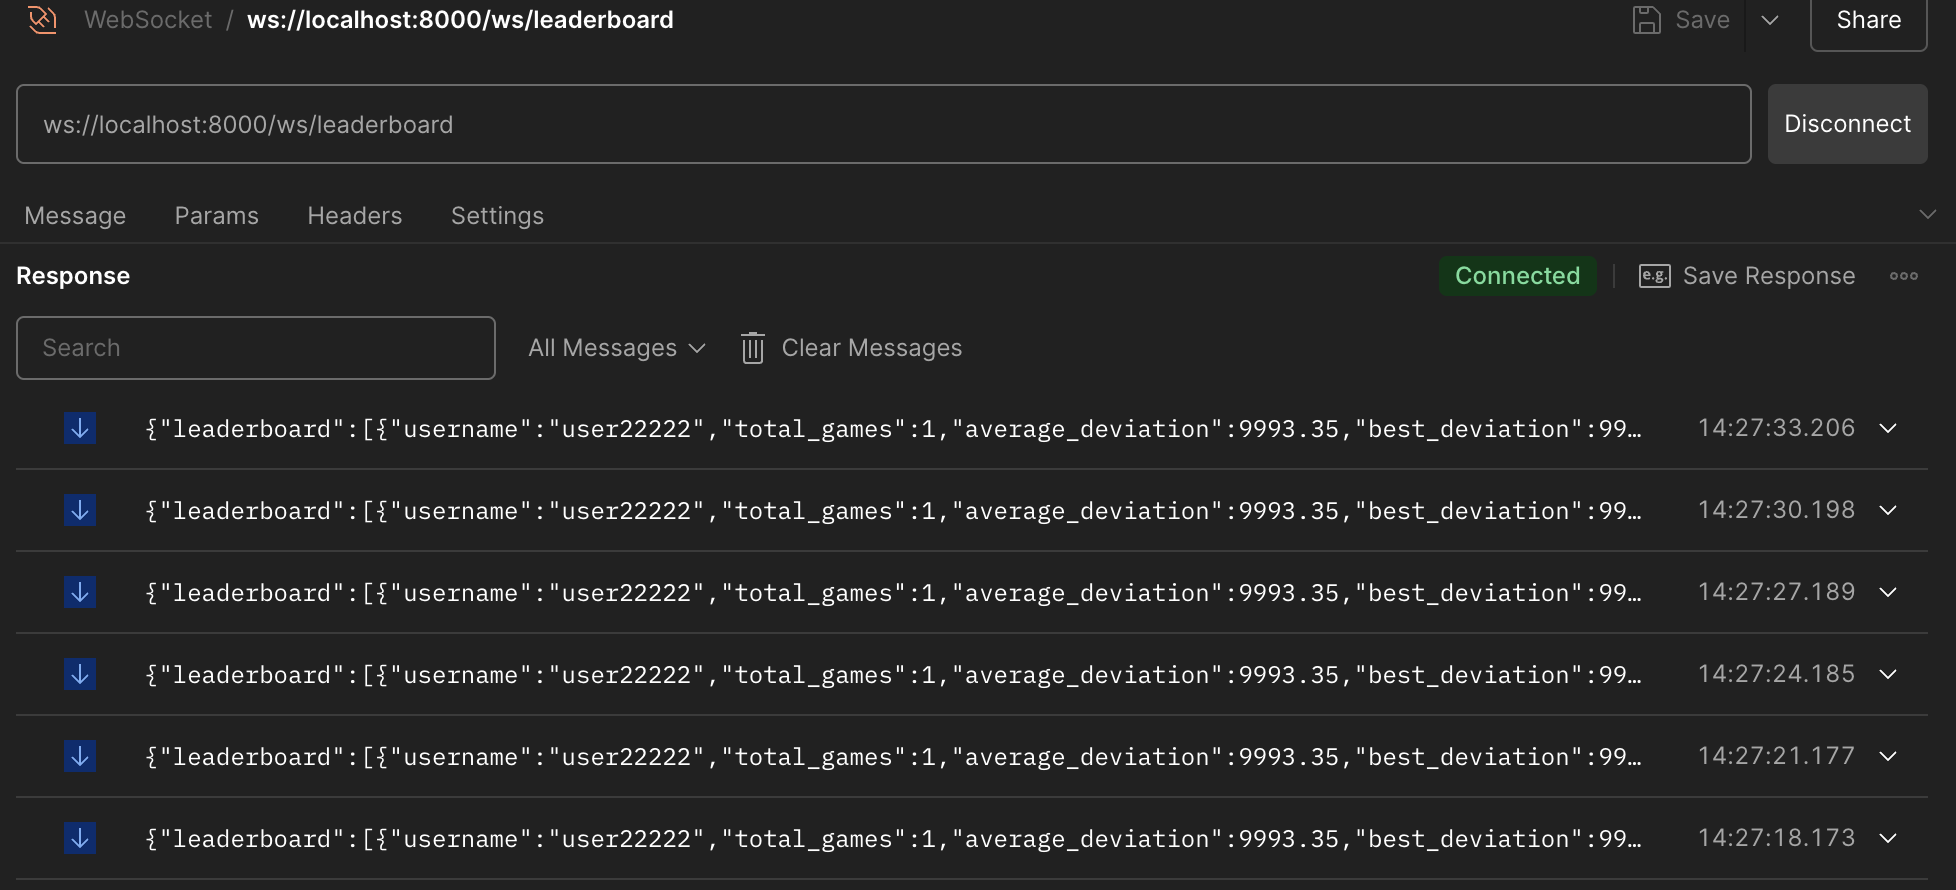 WebSocket / ws://localhost:8000/ws/leaderboard Save Share
ws://localhost:8000/ws/leaderboard Disconnect
Message Params Headers Settings
Response Connected e.g. Save Response
Search All Messages Clear Messages
{"leaderboard":[{"username":"user22222","total_games":1,"average_deviation":9993.35,"best_deviation":99… 14:27:33.206
{"leaderboard":[{"username":"user22222","total_games":1,"average_deviation":9993.35,"best_deviation":99… 14:27:30.198
{"leaderboard":[{"username":"user22222","total_games":1,"average_deviation":9993.35,"best_deviation":99… 14:27:27.189
{"leaderboard":[{"username":"user22222","total_games":1,"average_deviation":9993.35,"best_deviation":99… 14:27:24.185
{"leaderboard":[{"username":"user22222","total_games":1,"average_deviation":9993.35,"best_deviation":99… 14:27:21.177
{"leaderboard":[{"username":"user22222","total_games":1,"average_deviation":9993.35,"best_deviation":99… 14:27:18.173